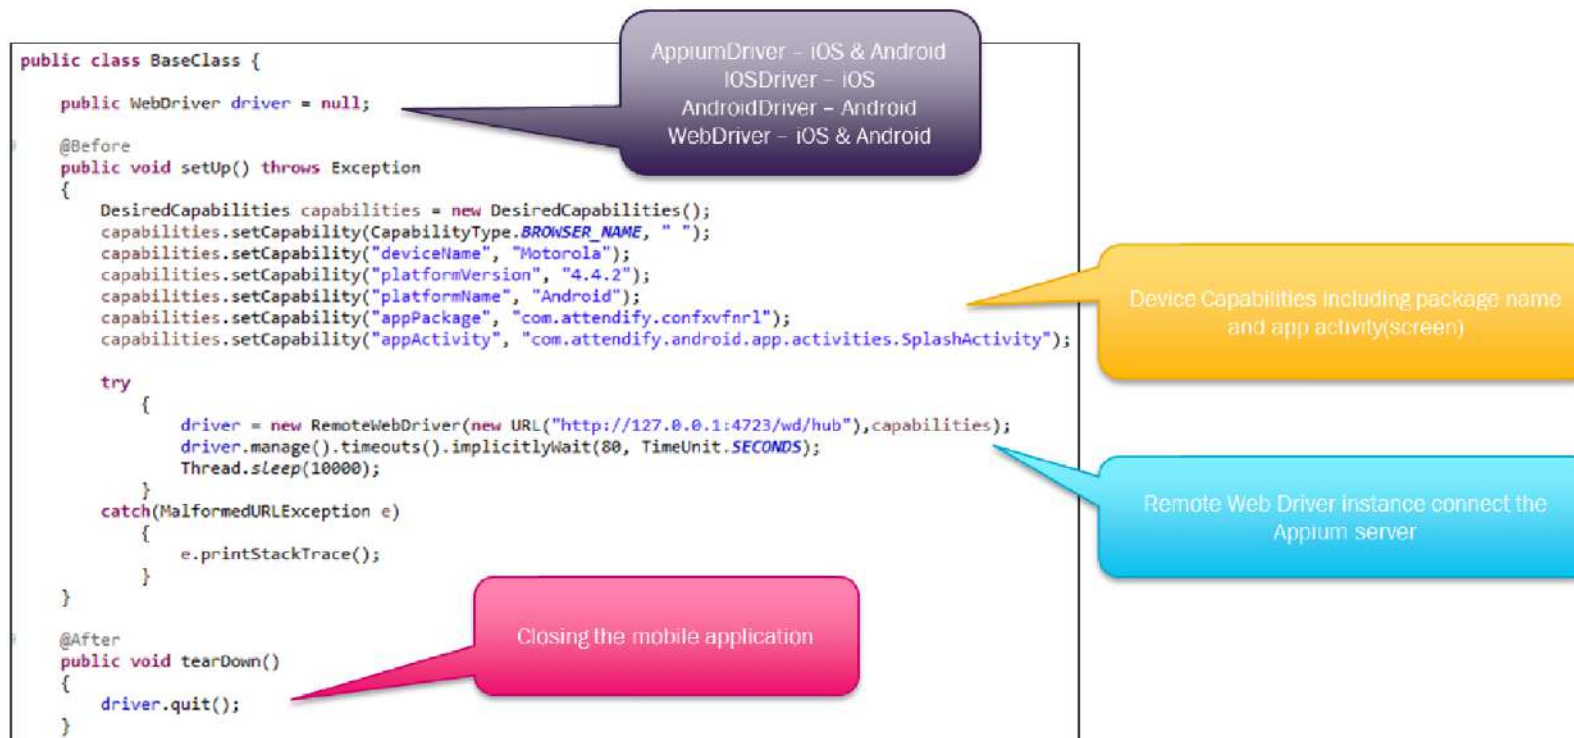 public class BaseClass {
public WebDriver driver = null;
@Before
public void setUp() throws Exception
{
DesiredCapabilities capabilities = new DesiredCapabilities();
capabilities.setCapability(CapabilityType.BROWSER_NAME, " ");
capabilities.setCapability("deviceName", "Motorola");
capabilities.setCapability("platformVersion", "4.4.2");
capabilities.setCapability("platformName", "Android");
capabilities.setCapability("appPackage", "com.attendify.confxvfnrl");
capabilities.setCapability("appActivity", "com.attendify.android.app.activities.SplashActivity");
try
{
driver = new RemoteWebDriver(new URL("http://127.0.0.1:4723/wd/hub"),capabilities);
driver.manage().timeouts().implicitlyWait(80, TimeUnit.SECONDS);
Thread.sleep(10000);
}
catch(MalformedURLException e)
{
e.printStackTrace();
}
}
@After
public void tearDown()
{
driver.quit();
}
AppiumDriver – iOS & Android
IOSDriver – iOS
AndroidDriver – Android
WebDriver – iOS & Android
Device Capabilities including package name
and app activity(screen)
Remote Web Driver instance connect the
Appium server
Closing the mobile application